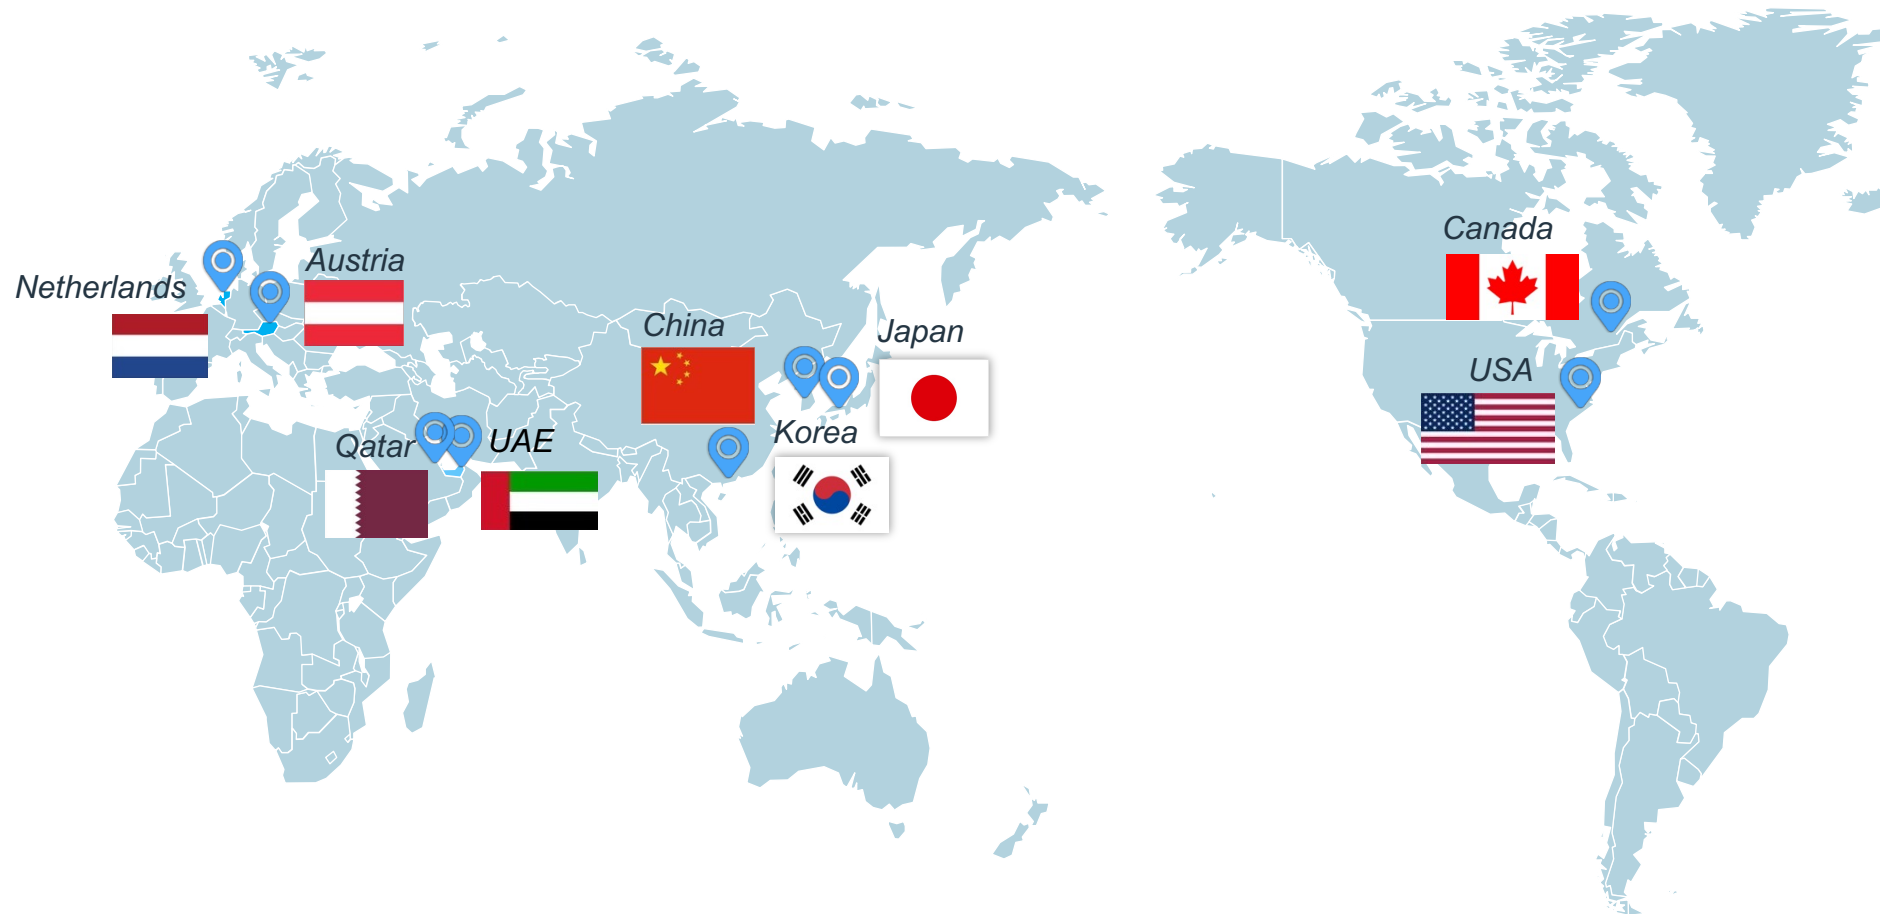 Netherlands
Austria
China
Japan
Korea
Qatar
UAE
Canada
USA